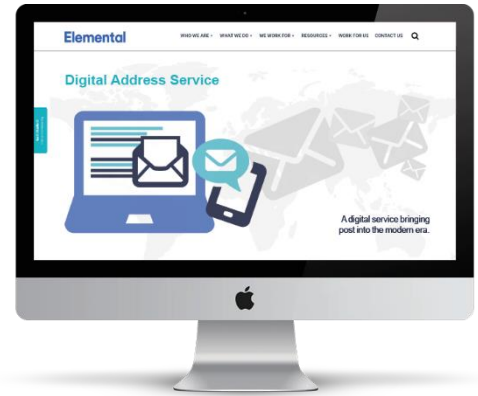 Elemental
WHO WE ARE WHAT WE DO WE WORK FOR RESOURCES WORK FOR US CONTACT US
Digital Address Service
A digital service bringing
post into the modern era.